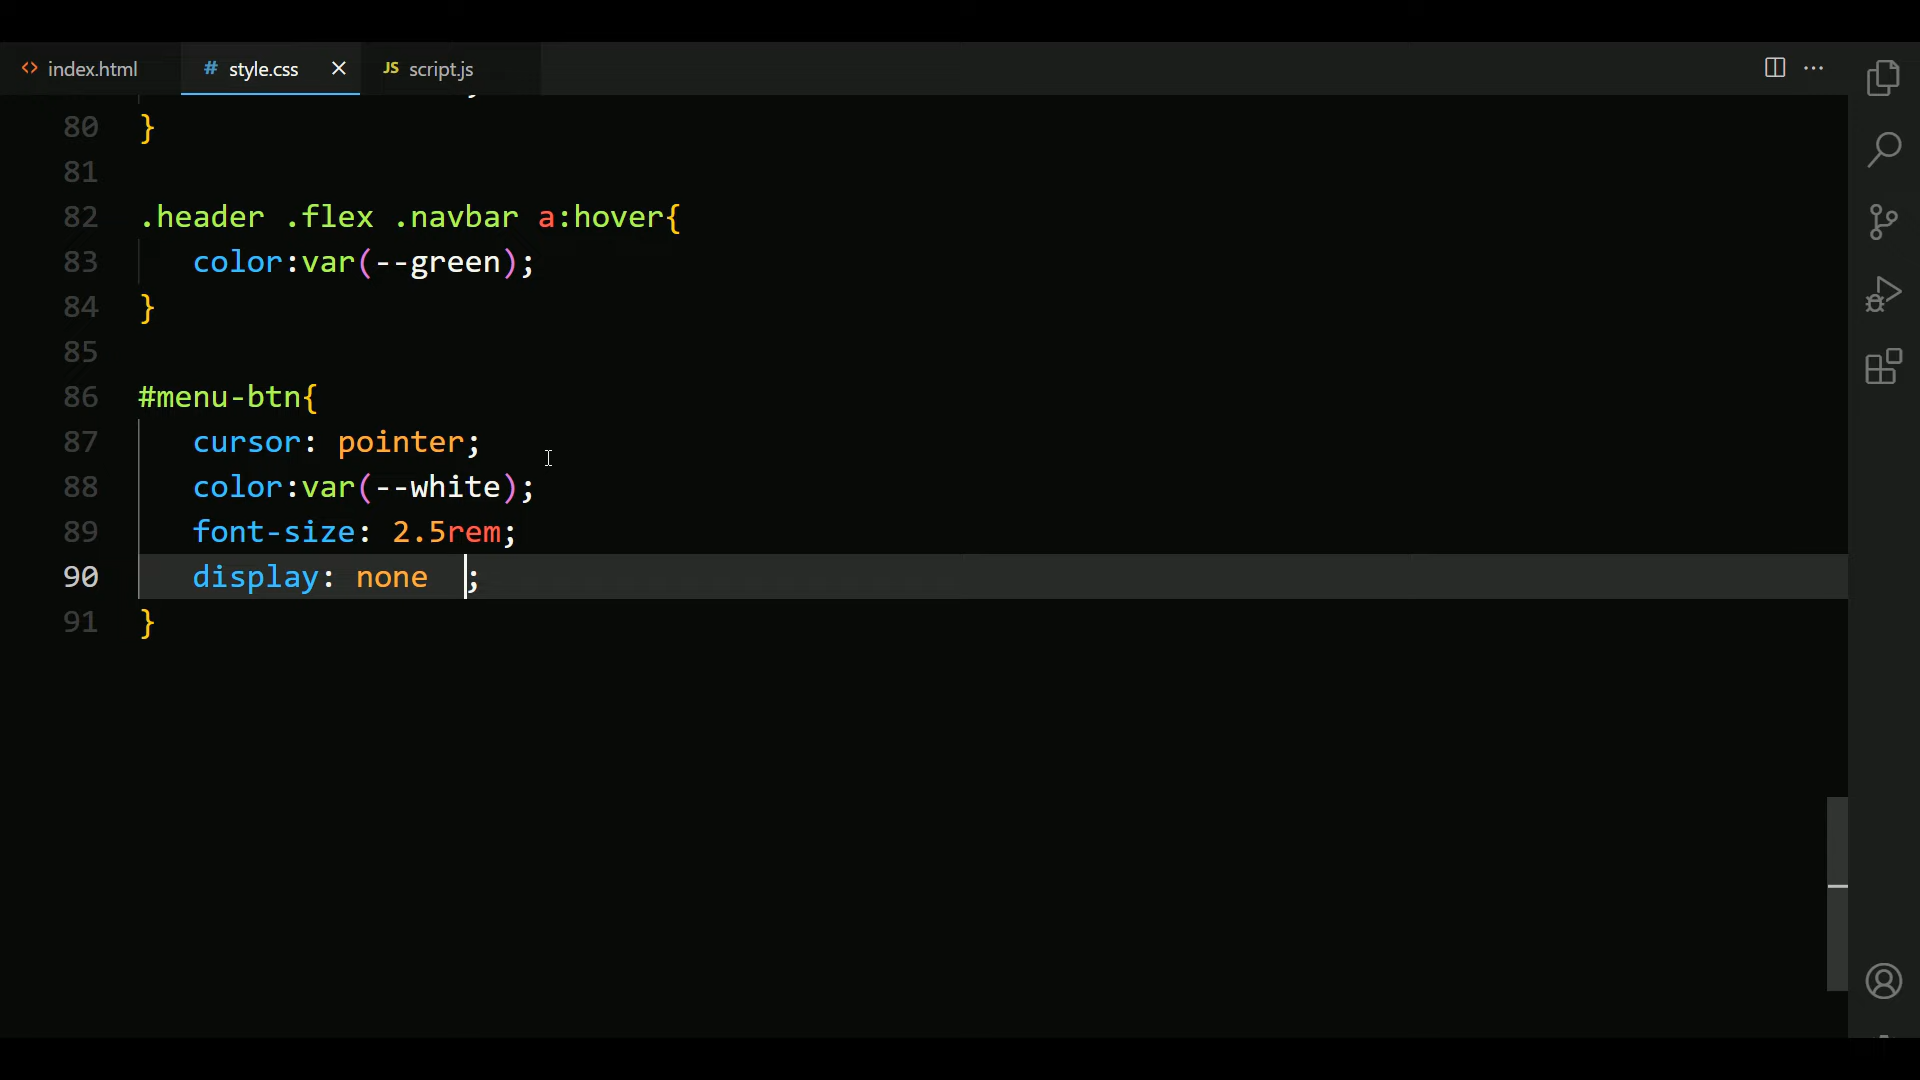 index.html
# style.css
JS script.js
80 }
81
82 .header .flex .navbar a:hover{
83 color:var(--green);
84 }
85
86 #menu-btn{
87 cursor: pointer;
88 color:var(--white);
89 font-size: 2.5rem;
90 display: none  ;
91 }